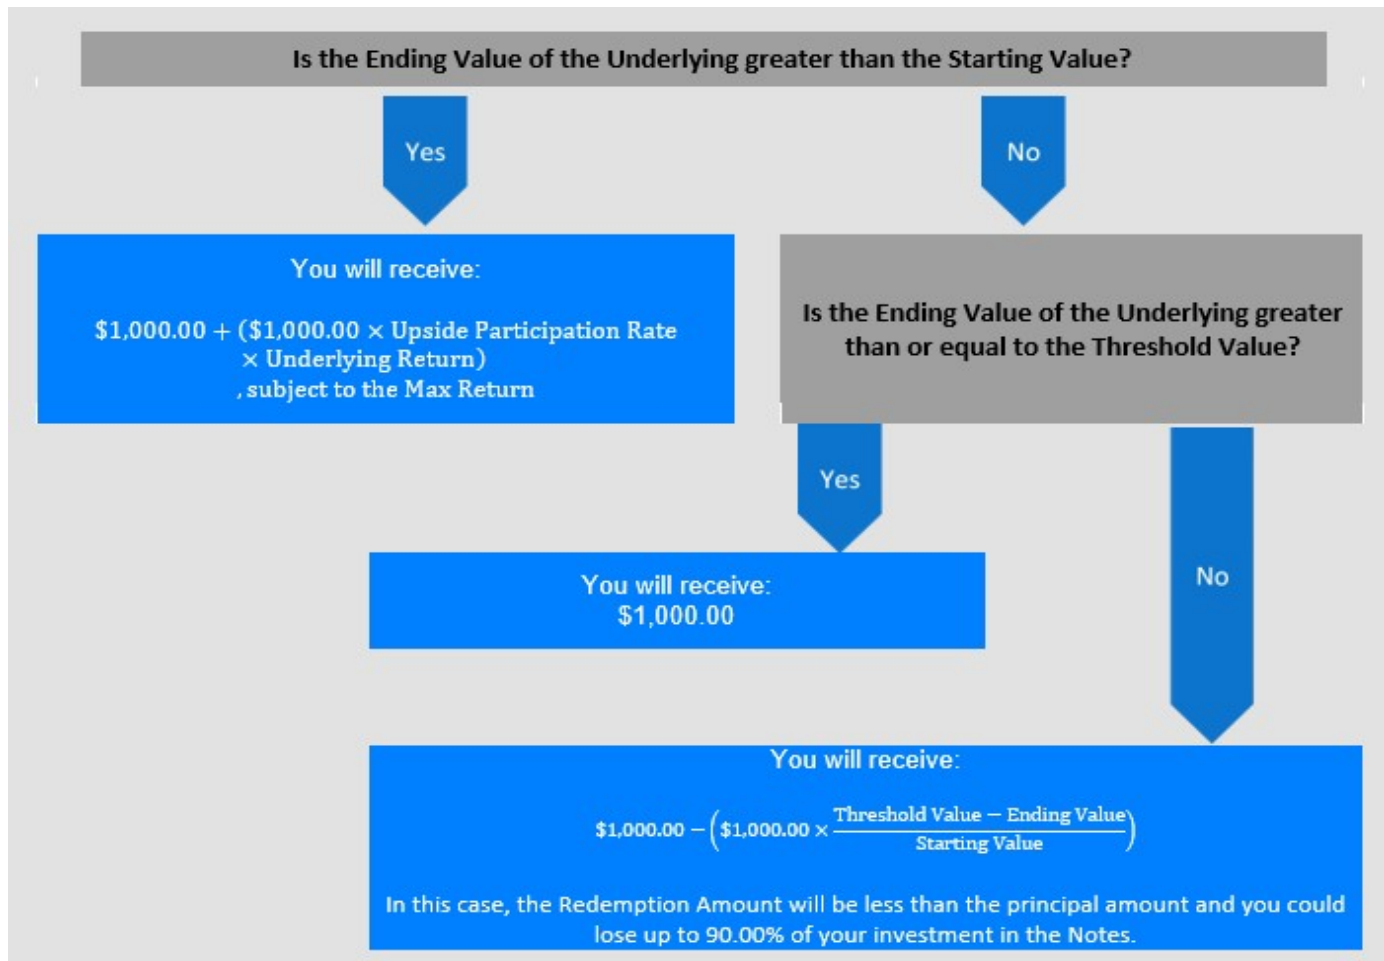 Is the Ending Value of the Underlying greater than the Starting Value?
Yes
No
You will receive:
$1,000.00 + ($1,000.00 × Upside Participation Rate
× Underlying Return)
, subject to the Max Return
Is the Ending Value of the Underlying greater
than or equal to the Threshold Value?
Yes
No
You will receive:
$1,000.00
You will receive:
$1,000.00 − ($1,000.00 × (Threshold Value − Ending Value) / Starting Value)
In this case, the Redemption Amount will be less than the principal amount and you could
lose up to 90.00% of your investment in the Notes.